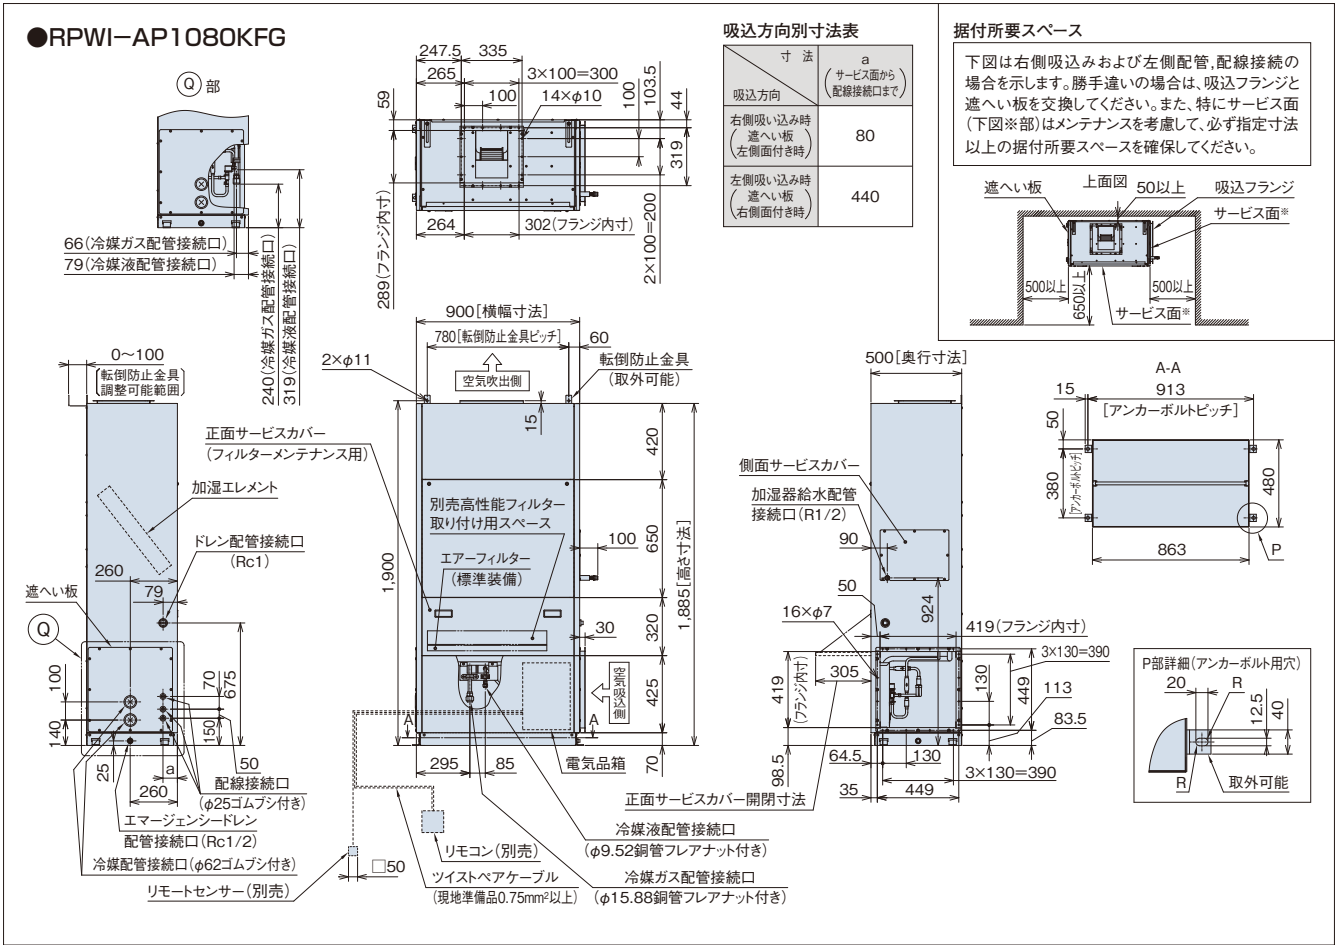 ●RPWI−AP1080KFG
Q 部
66(冷媒ガス配管接続口)
79(冷媒液配管接続口)
240(冷媒ガス配管接続口)
319(冷媒液配管接続口)
247.5
335
265
3×100=300
100
14×φ10
59
100
103.5
44
319
289(フランジ内寸)
264
302(フランジ内寸)
2×100=200
吸込方向別寸法表
寸 法
吸込方向
a
(サービス面から
配線接続口まで)
右側吸い込み時
(遮へい板
左側面付き時)
80
左側吸い込み時
(遮へい板
右側面付き時)
440
据付所要スペース
下図は右側吸込みおよび左側配管,配線接続の
場合を示します。勝手違いの場合は、吸込フランジと
遮へい板を交換してください。また、特にサービス面
(下図※部)はメンテナンスを考慮して、必ず指定寸法
以上の据付所要スペースを確保してください。
遮へい板
上面図
50以上
吸込フランジ
サービス面※
500以上
650以上
500以上
サービス面※
0〜100
[転倒防止金具
調整可能範囲]
加湿エレメント
ドレン配管接続口
(Rc1)
260
79
遮へい板
Q
100
140
25
70
675
150
50
a
260
配線接続口
(φ25ゴムブシ付き)
エマージェンシードレン
配管接続口(Rc1/2)
冷媒配管接続口(φ62ゴムブシ付き)
リモートセンサー(別売)
900[横幅寸法]
780[転倒防止金具ピッチ]
60
2×φ11
空気吹出側
転倒防止金具
(取外可能)
15
正面サービスカバー
(フィルターメンテナンス用)
別売高性能フィルター
取り付け用スペース
エアーフィルター
(標準装備)
1,900
420
650
320
425
70
1,885[高さ寸法]
100
30
空気吸込側
A
A
295
85
電気品箱
□50
リモコン(別売)
ツイストペアケーブル
(現地準備品0.75mm²以上)
冷媒液配管接続口
(φ9.52銅管フレアナット付き)
冷媒ガス配管接続口
(φ15.88銅管フレアナット付き)
500[奥行寸法]
側面サービスカバー
加湿器給水配管
接続口(R1/2)
90
50
16×φ7
924
419(フランジ内寸)
3×130=390
305
419
(フランジ内寸)
130
449
113
83.5
98.5
64.5
130
3×130=390
35
449
正面サービスカバー開閉寸法
A-A
15
913
[アンカーボルトピッチ]
50
380
[アンカーボルトピッチ]
480
863
P
P部詳細(アンカーボルト用穴)
20
R
12.5
40
R
取外可能